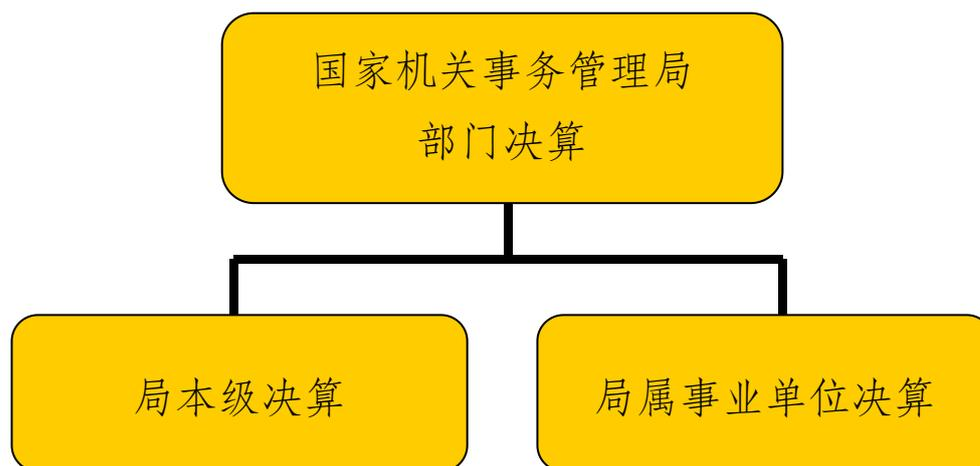 国家机关事务管理局
部门决算
局本级决算
局属事业单位决算